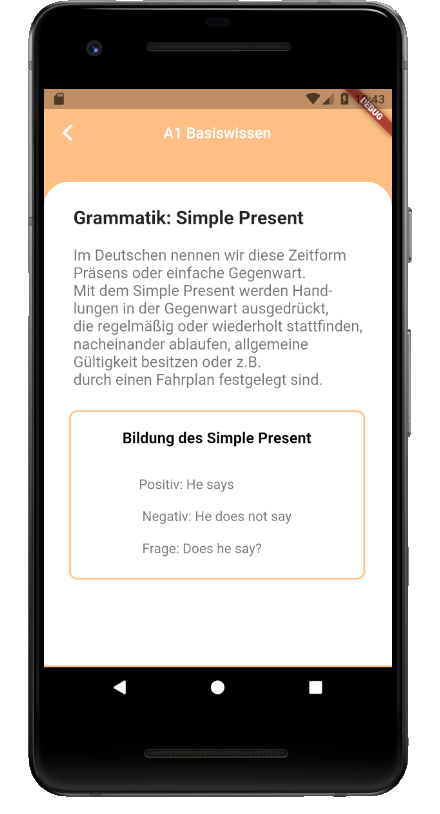 12:43
DEBUG
A1 Basiswissen
Grammatik: Simple Present
Im Deutschen nennen wir diese Zeitform
Präsens oder einfache Gegenwart.
Mit dem Simple Present werden Hand-
lungen in der Gegenwart ausgedrückt,
die regelmäßig oder wiederholt stattfinden,
nacheinander ablaufen, allgemeine
Gültigkeit besitzen oder z.B.
durch einen Fahrplan festgelegt sind.
Bildung des Simple Present
Positiv: He says
Negativ: He does not say
Frage: Does he say?